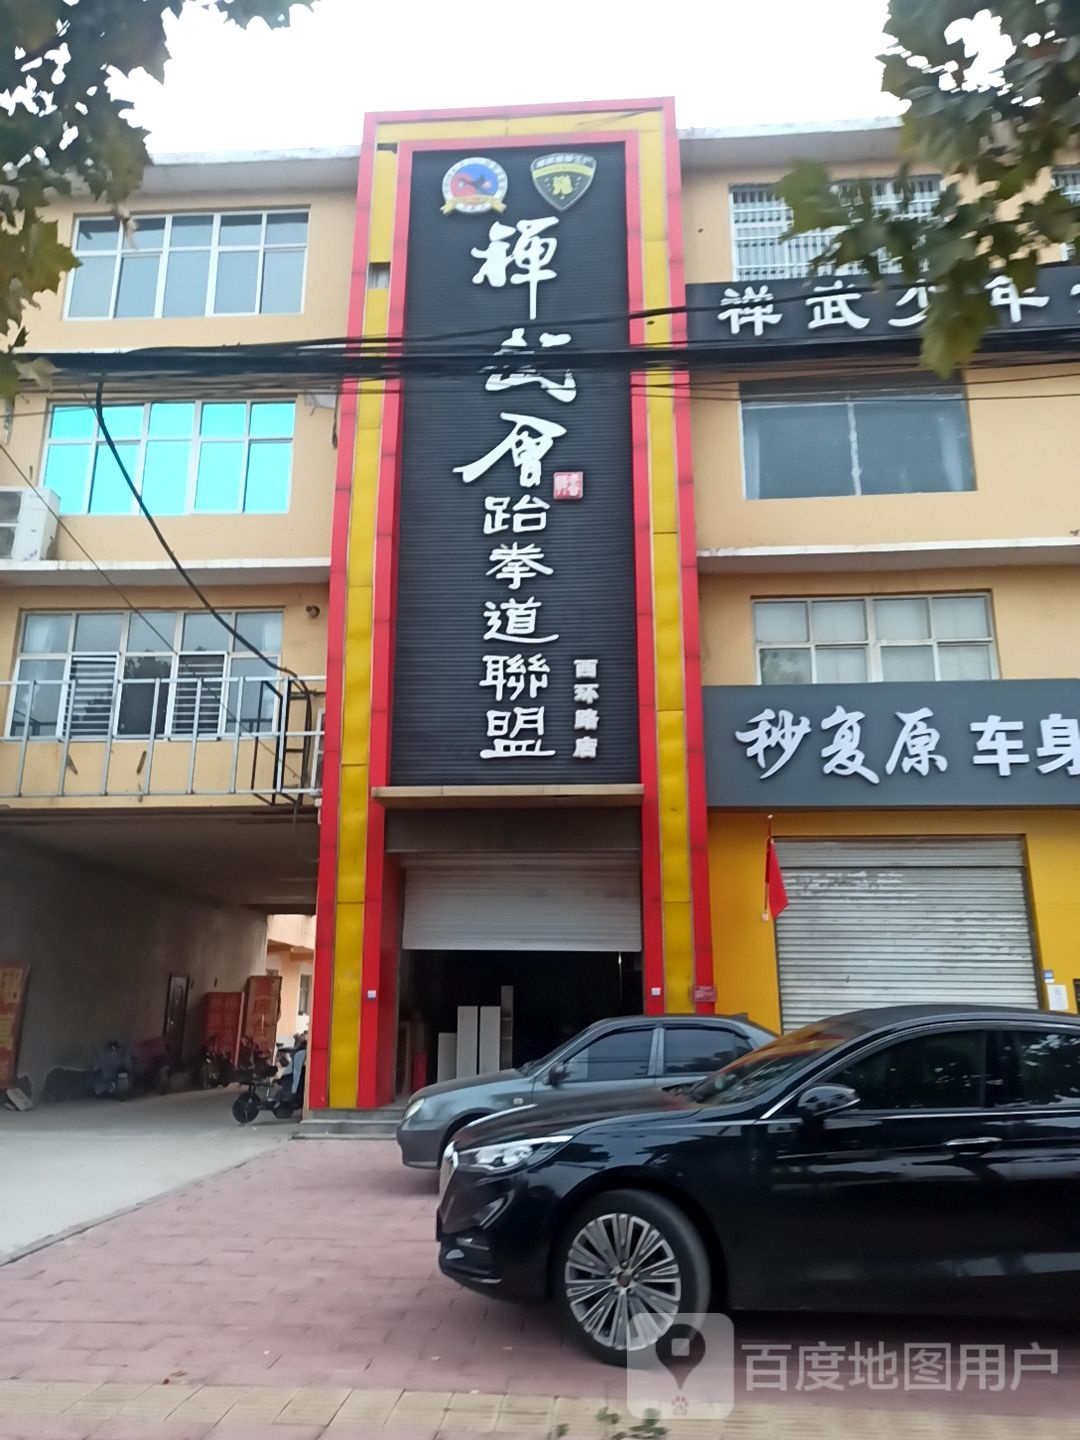 禅武會
跆拳道聯盟
西环路店
祥武少年
秒复原 车身
百度地图用户